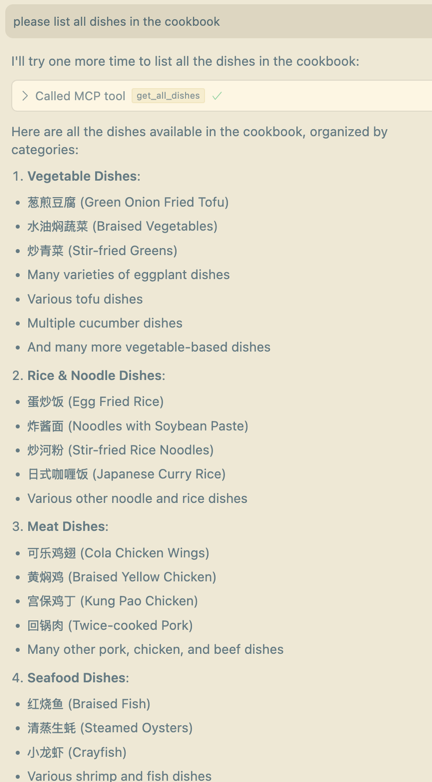 please list all dishes in the cookbook
I'll try one more time to list all the dishes in the cookbook:
Called MCP tool get_all_dishes
Here are all the dishes available in the cookbook, organized by
categories:
1. Vegetable Dishes:
• 葱煎豆腐 (Green Onion Fried Tofu)
• 水油焖蔬菜 (Braised Vegetables)
• 炒青菜 (Stir-fried Greens)
• Many varieties of eggplant dishes
• Various tofu dishes
• Multiple cucumber dishes
• And many more vegetable-based dishes
2. Rice & Noodle Dishes:
• 蛋炒饭 (Egg Fried Rice)
• 炸酱面 (Noodles with Soybean Paste)
• 炒河粉 (Stir-fried Rice Noodles)
• 日式咖喱饭 (Japanese Curry Rice)
• Various other noodle and rice dishes
3. Meat Dishes:
• 可乐鸡翅 (Cola Chicken Wings)
• 黄焖鸡 (Braised Yellow Chicken)
• 宫保鸡丁 (Kung Pao Chicken)
• 回锅肉 (Twice-cooked Pork)
• Many other pork, chicken, and beef dishes
4. Seafood Dishes:
• 红烧鱼 (Braised Fish)
• 清蒸生蚝 (Steamed Oysters)
• 小龙虾 (Crayfish)
• Various shrimp and fish dishes